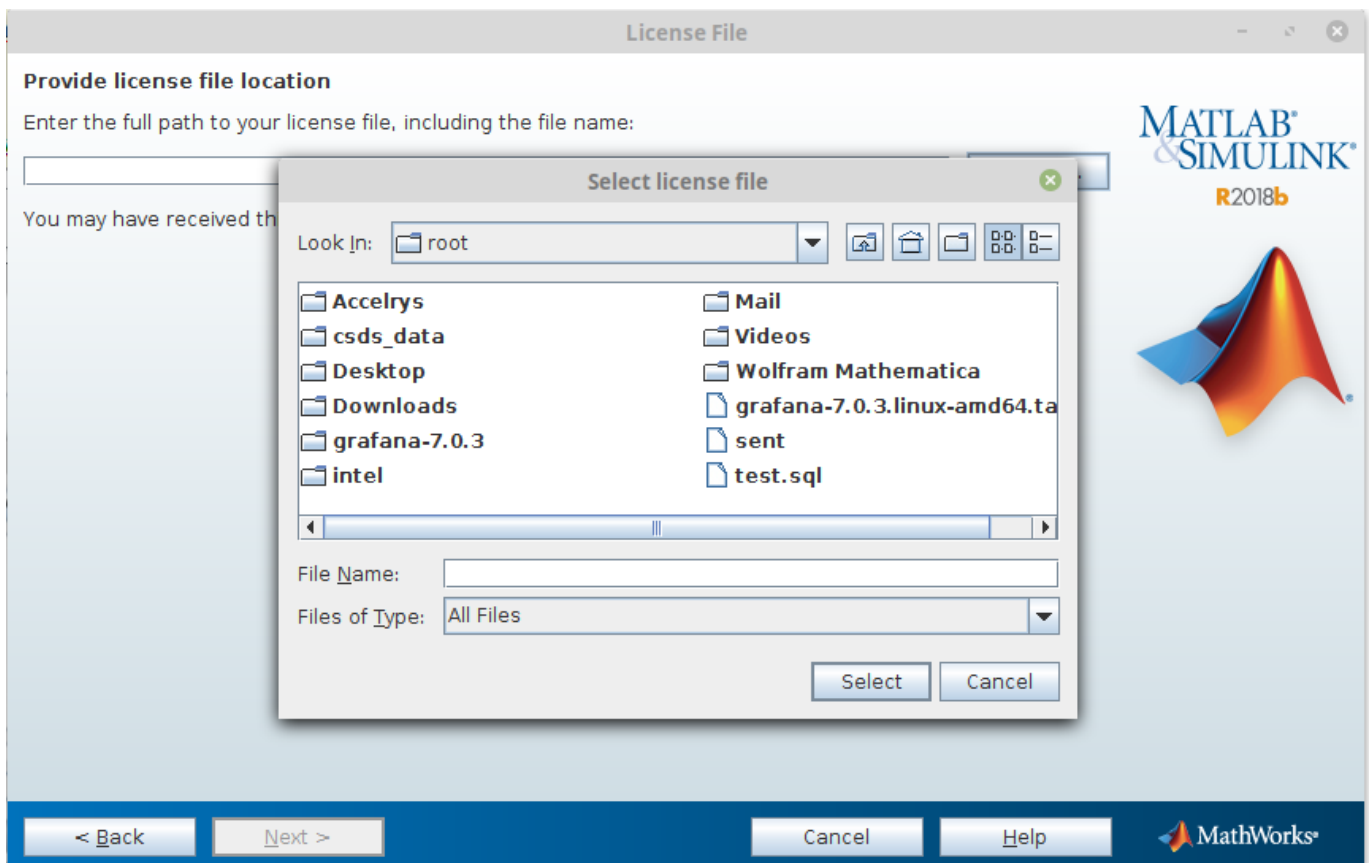 License File
Provide license file location
Enter the full path to your license file, including the file name:
You may have received th
MATLAB®
&SIMULINK®
R2018b
Select license file
Look In:
root
Accelrys
csds_data
Desktop
Downloads
grafana-7.0.3
intel
Mail
Videos
Wolfram Mathematica
grafana-7.0.3.linux-amd64.ta
sent
test.sql
File Name:
Files of Type:
All Files
Select
Cancel
< Back
Next >
Cancel
Help
MathWorks®